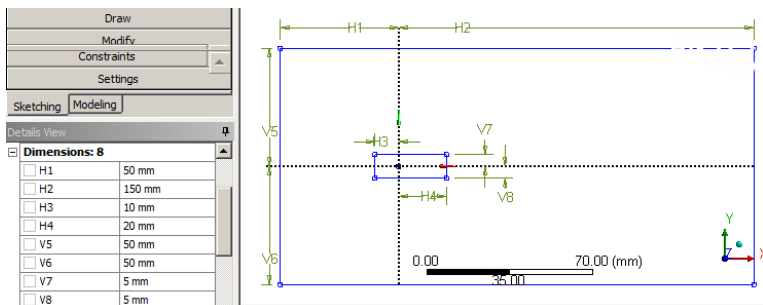 Draw
Modify
Constraints
Settings
Sketching Modeling
Details View
Dimensions: 8
H1 50 mm
H2 150 mm
H3 10 mm
H4 20 mm
V5 50 mm
V6 50 mm
V7 5 mm
V8 5 mm
H1 H2
V5
H3
V7
H4
V8
V6
0.00 70.00 (mm)
35.00
Y
Z
X